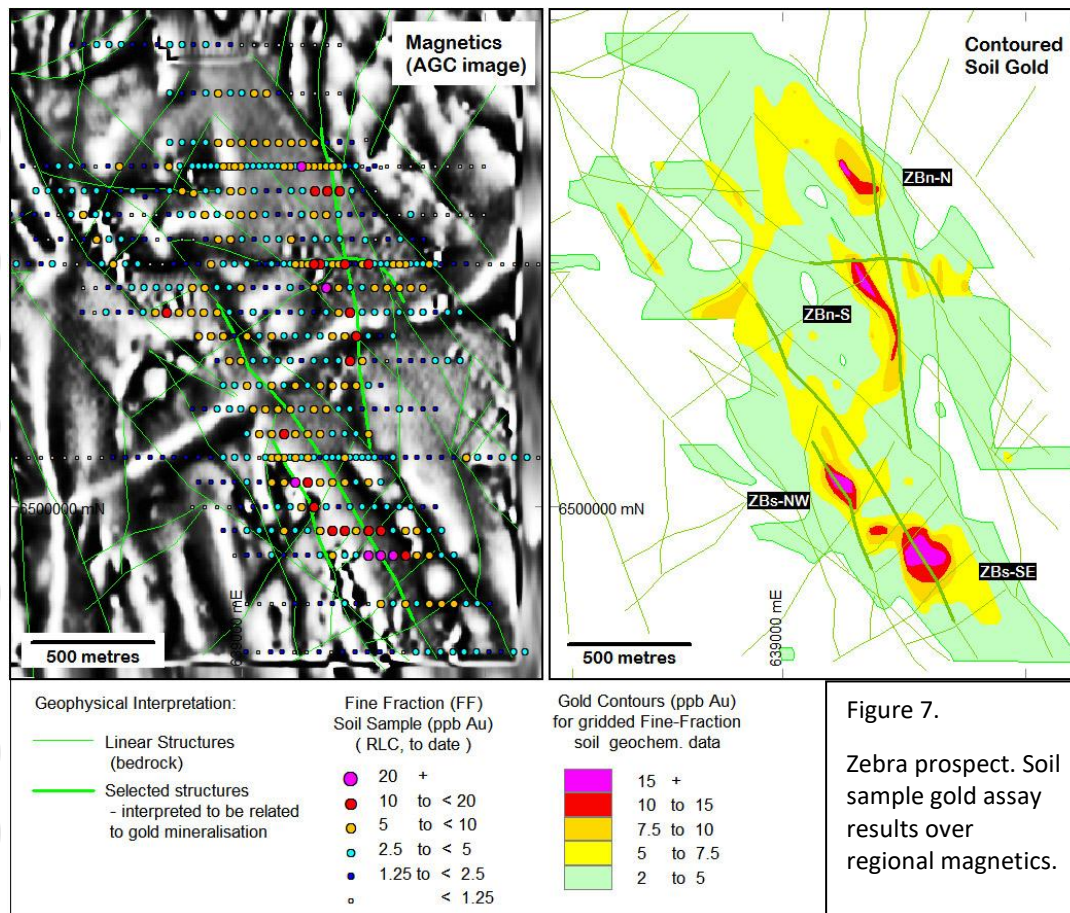 Magnetics
(AGC image)
6500000 mN
639000 mE
500 metres
Contoured
Soil Gold
ZBn-N
ZBn-S
ZBs-NW
ZBs-SE
6500000 mN
639000 mE
500 metres
Geophysical Interpretation:
Linear Structures
(bedrock)
Selected structures
- interpreted to be related
to gold mineralisation
Fine Fraction (FF)
Soil Sample (ppb Au)
( RLC, to date )
20 +
10 to < 20
5 to < 10
2.5 to < 5
1.25 to < 2.5
< 1.25
Gold Contours (ppb Au)
for gridded Fine-Fraction
soil geochem. data
15 +
10 to 15
7.5 to 10
5 to 7.5
2 to 5
Figure 7.
Zebra prospect. Soil
sample gold assay
results over
regional magnetics.